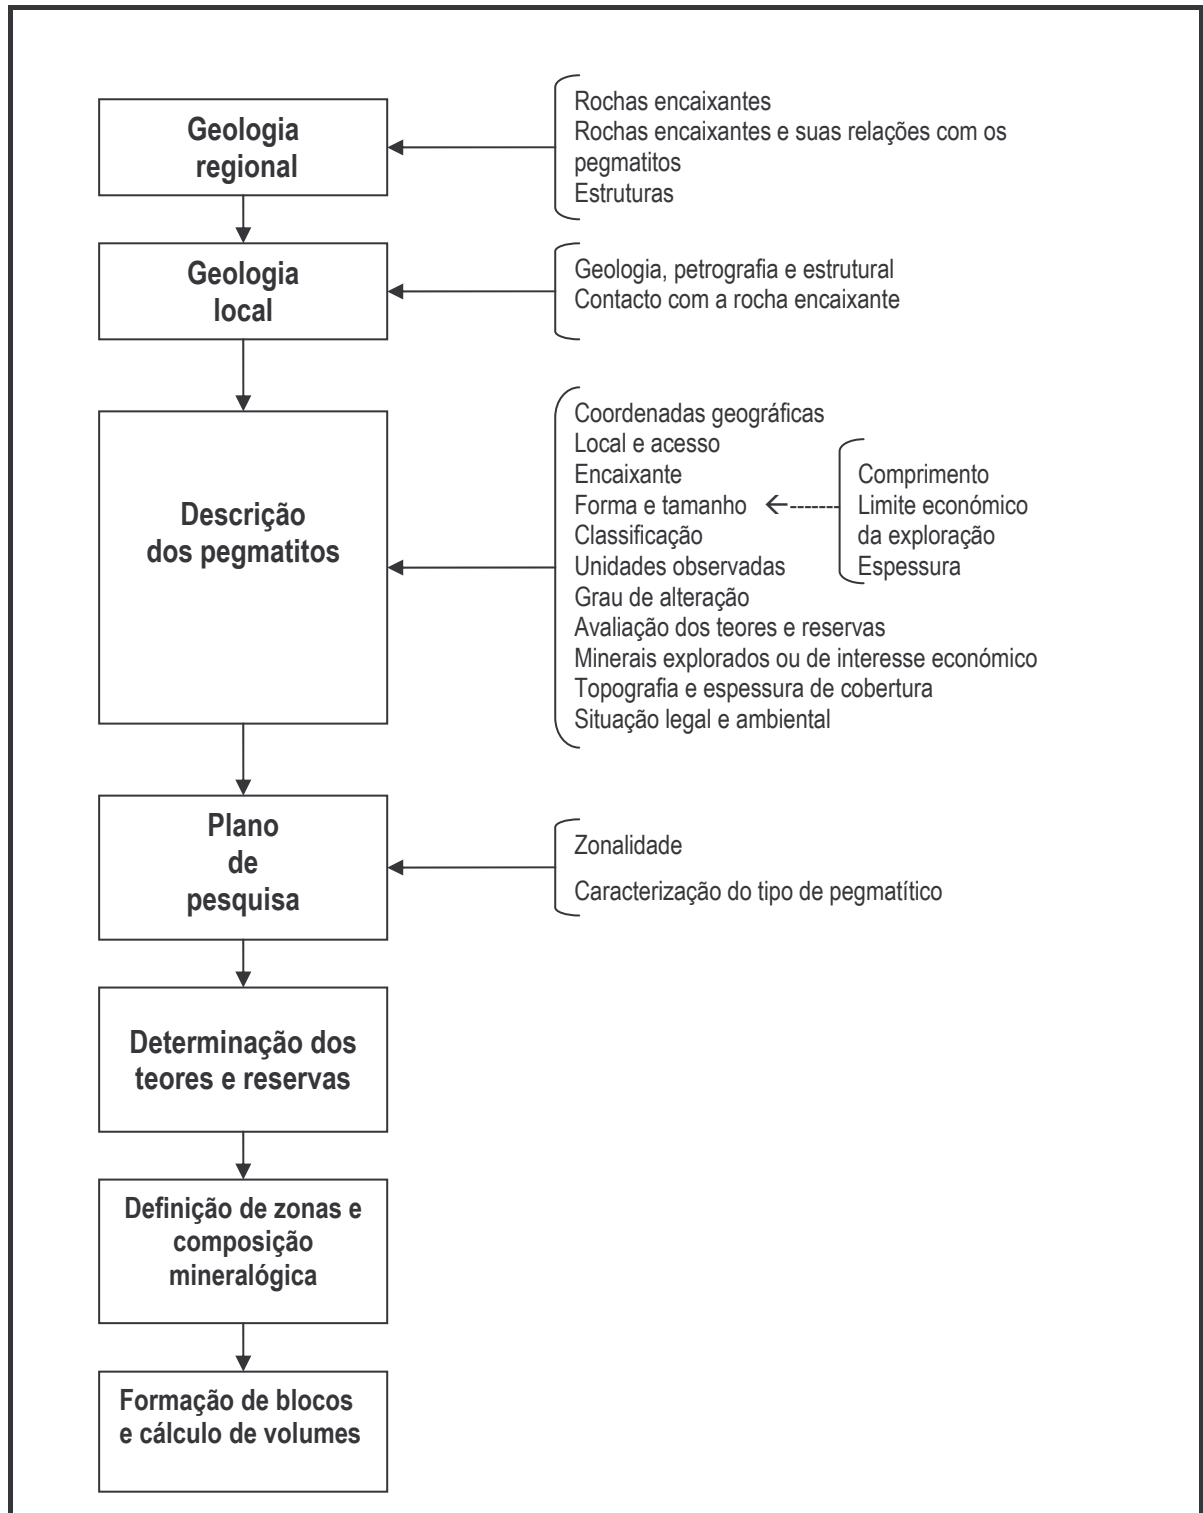 Geologia
regional
Rochas encaixantes
Rochas encaixantes e suas relações com os
pegmatitos
Estruturas
Geologia
local
Geologia, petrografia e estrutural
Contacto com a rocha encaixante
Descrição
dos pegmatitos
Coordenadas geográficas
Local e acesso
Encaixante
Forma e tamanho
Classificação
Unidades observadas
Grau de alteração
Avaliação dos teores e reservas
Minerais explorados ou de interesse económico
Topografia e espessura de cobertura
Situação legal e ambiental
Comprimento
Limite económico
da exploração
Espessura
Plano
de
pesquisa
Zonalidade
Caracterização do tipo de pegmatítico
Determinação dos
teores e reservas
Definição de zonas e
composição
mineralógica
Formação de blocos
e cálculo de volumes